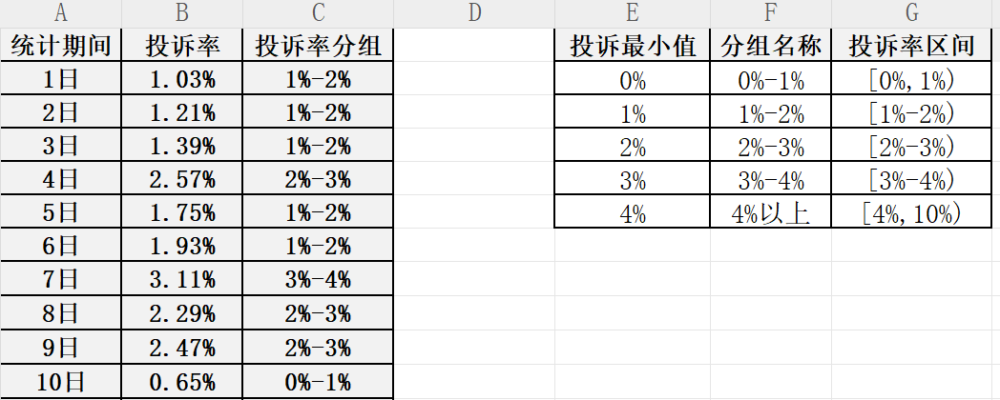 A B C D E F G
统计期间 投诉率 投诉率分组 投诉最小值 分组名称 投诉率区间
1日 1.03% 1%-2% 0% 0%-1% [0%,1%)
2日 1.21% 1%-2% 1% 1%-2% [1%-2%)
3日 1.39% 1%-2% 2% 2%-3% [2%-3%)
4日 2.57% 2%-3% 3% 3%-4% [3%-4%)
5日 1.75% 1%-2% 4% 4%以上 [4%,10%)
6日 1.93% 1%-2%
7日 3.11% 3%-4%
8日 2.29% 2%-3%
9日 2.47% 2%-3%
10日 0.65% 0%-1%